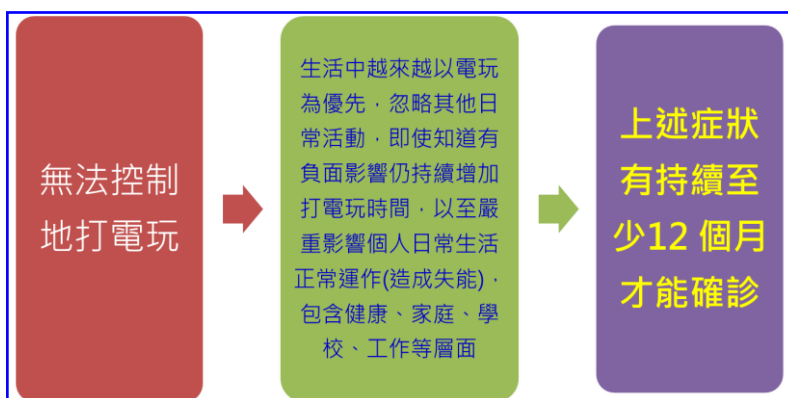 無法控制
地打電玩
生活中越來越以電玩
為優先，忽略其他日
常活動，即使知道有
負面影響仍持續增加
打電玩時間，以至嚴
重影響個人日常生活
正常運作(造成失能)，
包含健康、家庭、學
校、工作等層面
上述症狀
有持續至
少12 個月
才能確診